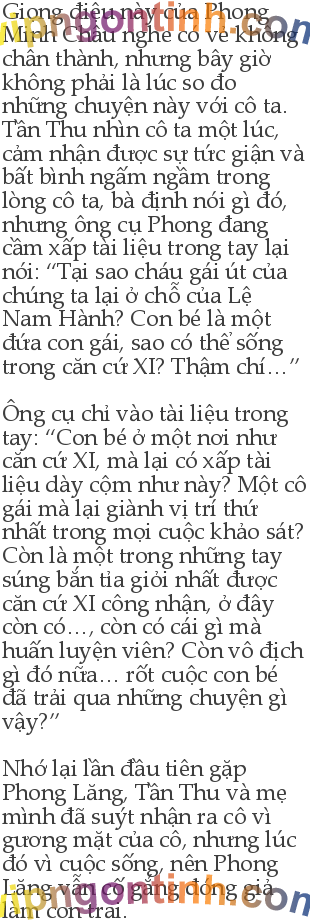 Giọng điệu này của Phong
Minh Châu nghe có vẻ không
chân thành, nhưng bây giờ
không phải là lúc so đo
những chuyện này với cô ta.
Tần Thu nhìn cô ta một lúc,
cảm nhận được sự tức giận và
bất bình ngấm ngầm trong
lòng cô ta, bà định nói gì đó,
nhưng ông cụ Phong đang
cầm xấp tài liệu trong tay lại
nói: “Tại sao cháu gái út của
chúng ta lại ở chỗ của Lệ
Nam Hành? Con bé là một
đứa con gái, sao có thể sống
trong căn cứ XI? Thậm chí…”

Ông cụ chỉ vào tài liệu trong
tay: “Con bé ở một nơi như
căn cứ XI, mà lại có xấp tài
liệu dày cộm như này? Một cô
gái mà lại giành vị trí thứ
nhất trong mọi cuộc khảo sát?
Còn là một trong những tay
súng bắn tỉa giỏi nhất được
căn cứ XI công nhận, ở đây
còn có…, còn có cái gì mà
huấn luyện viên? Còn vô địch
gì đó nữa… rốt cuộc con bé
đã trải qua những chuyện gì
vậy?”

Nhớ lại lần đầu tiên gặp
Phong Lăng, Tần Thu và mẹ
mình đã suýt nhận ra cô vì
gương mặt của cô, nhưng lúc
đó vì cuộc sống, nên Phong
Lăng vẫn cố gắng đóng giả
làm con trai.
vipngontinh.com
vipngontinh.com